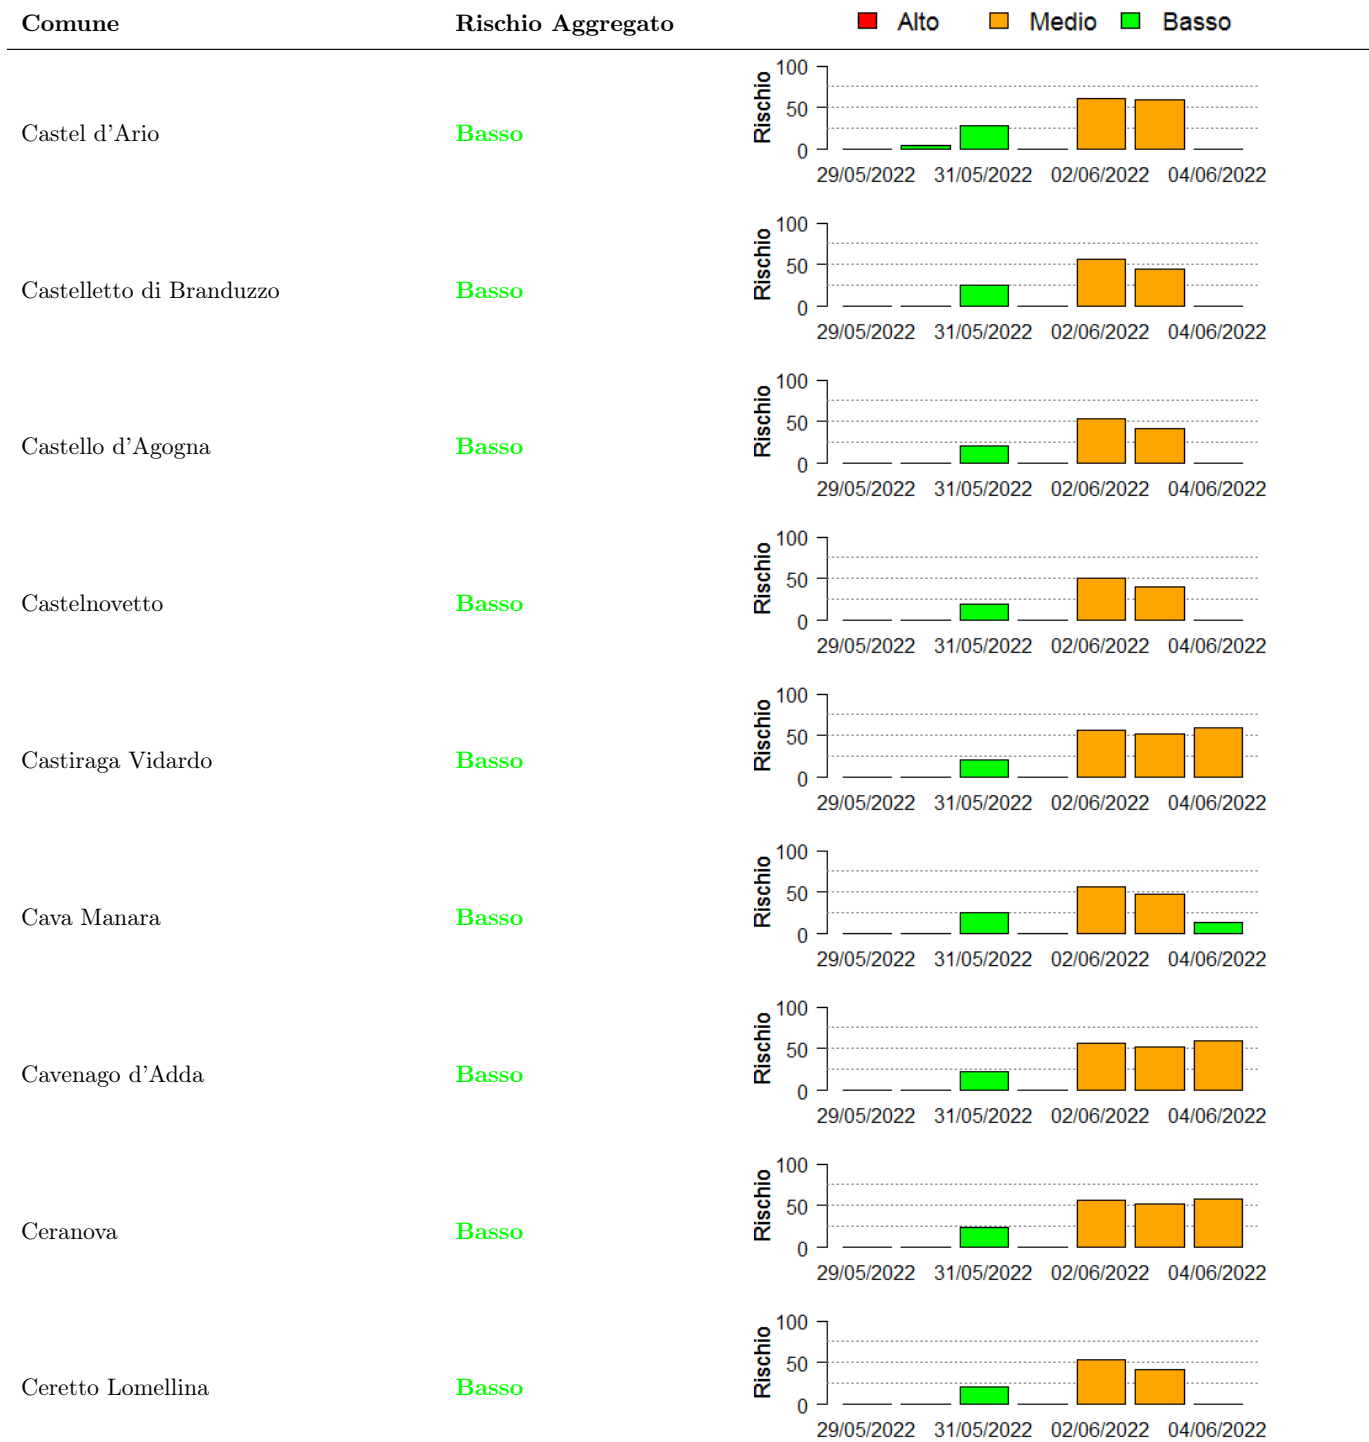 Comune Rischio Aggregato Alto Medio Basso
100
50
0
Rischio
Castel d'Ario Basso
29/05/2022 31/05/2022 02/06/2022 04/06/2022
100
50
0
Rischio
Castelletto di Branduzzo Basso
29/05/2022 31/05/2022 02/06/2022 04/06/2022
100
50
0
Rischio
Castello d'Agogna Basso
29/05/2022 31/05/2022 02/06/2022 04/06/2022
100
50
0
Rischio
Castelnovetto Basso
29/05/2022 31/05/2022 02/06/2022 04/06/2022
100
50
0
Rischio
Castiraga Vidardo Basso
29/05/2022 31/05/2022 02/06/2022 04/06/2022
100
50
0
Rischio
Cava Manara Basso
29/05/2022 31/05/2022 02/06/2022 04/06/2022
100
50
0
Rischio
Cavenago d'Adda Basso
29/05/2022 31/05/2022 02/06/2022 04/06/2022
100
50
0
Rischio
Ceranova Basso
29/05/2022 31/05/2022 02/06/2022 04/06/2022
100
50
0
Rischio
Ceretto Lomellina Basso
29/05/2022 31/05/2022 02/06/2022 04/06/2022